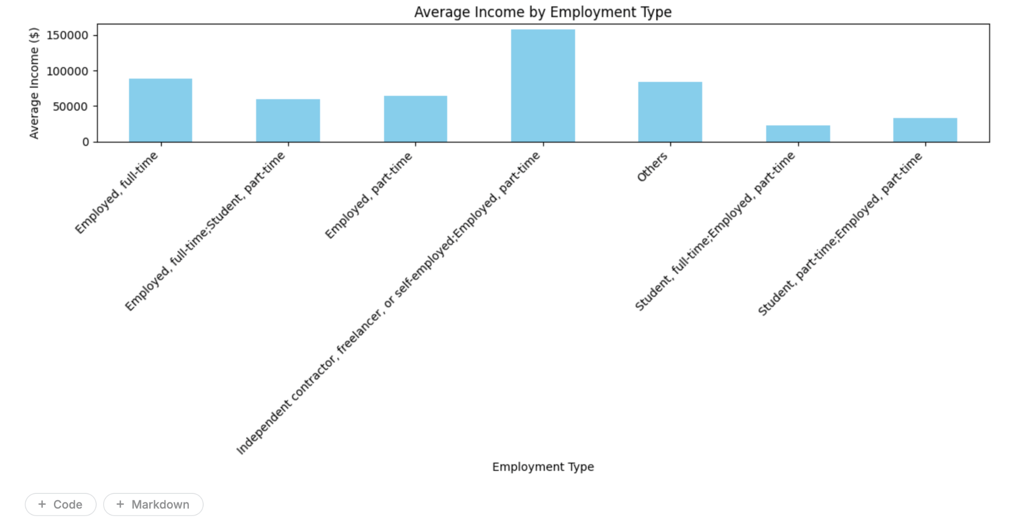 Average Income by Employment Type
Average Income ($)
150000
100000
50000
0
Employed, full-time
Employed, full-time;Student, part-time
Employed, part-time
Independent contractor, freelancer, or self-employed;Employed, part-time
Others
Student, full-time;Employed, part-time
Student, part-time;Employed, part-time
Employment Type
+ Code
+ Markdown